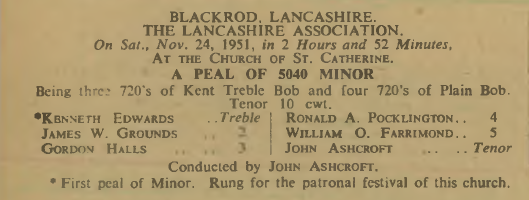 BLACKROD, LANCASHIRE.
THE LANCASHIRE ASSOCIATION.
On Sat., Nov. 24, 1951, in 2 Hours and 52 Minutes,
AT THE CHURCH OF ST. CATHERINE.
A PEAL OF 5040 MINOR
Being three 720's of Kent Treble Bob and four 720's of Plain Bob.
Tenor 10 cwt.
*KENNETH EDWARDS .. Treble | RONALD A. POCKLINGTON.. 4
JAMES W. GROUNDS .. .. 2 | WILLIAM O. FARRIMOND.. 5
GORDON HALLS .. .. 3 | JOHN ASHCROFT .. .. Tenor
Conducted by JOHN ASHCROFT.
* First peal of Minor. Rung for the patronal festival of this church.